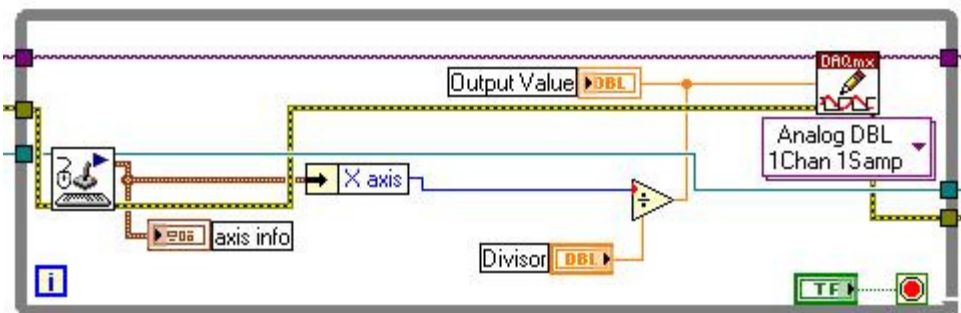 DAQmx
Output Value
DBL
Analog DBL
1Chan 1Samp
X axis
÷
axis info
Divisor
DBL
i
TF